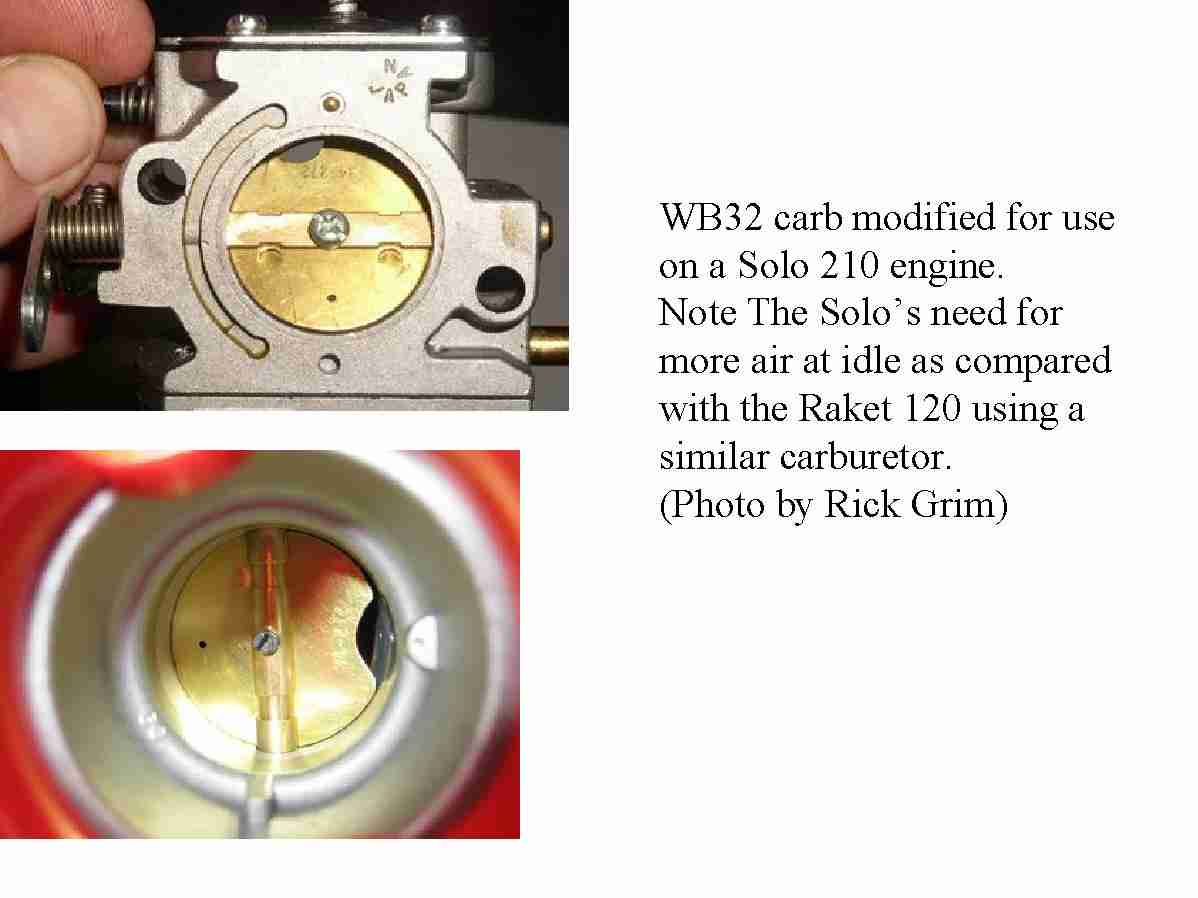 WB32 carb modified for use
on a Solo 210 engine.
Note The Solo’s need for
more air at idle as compared
with the Raket 120 using a
similar carburetor.
(Photo by Rick Grim)